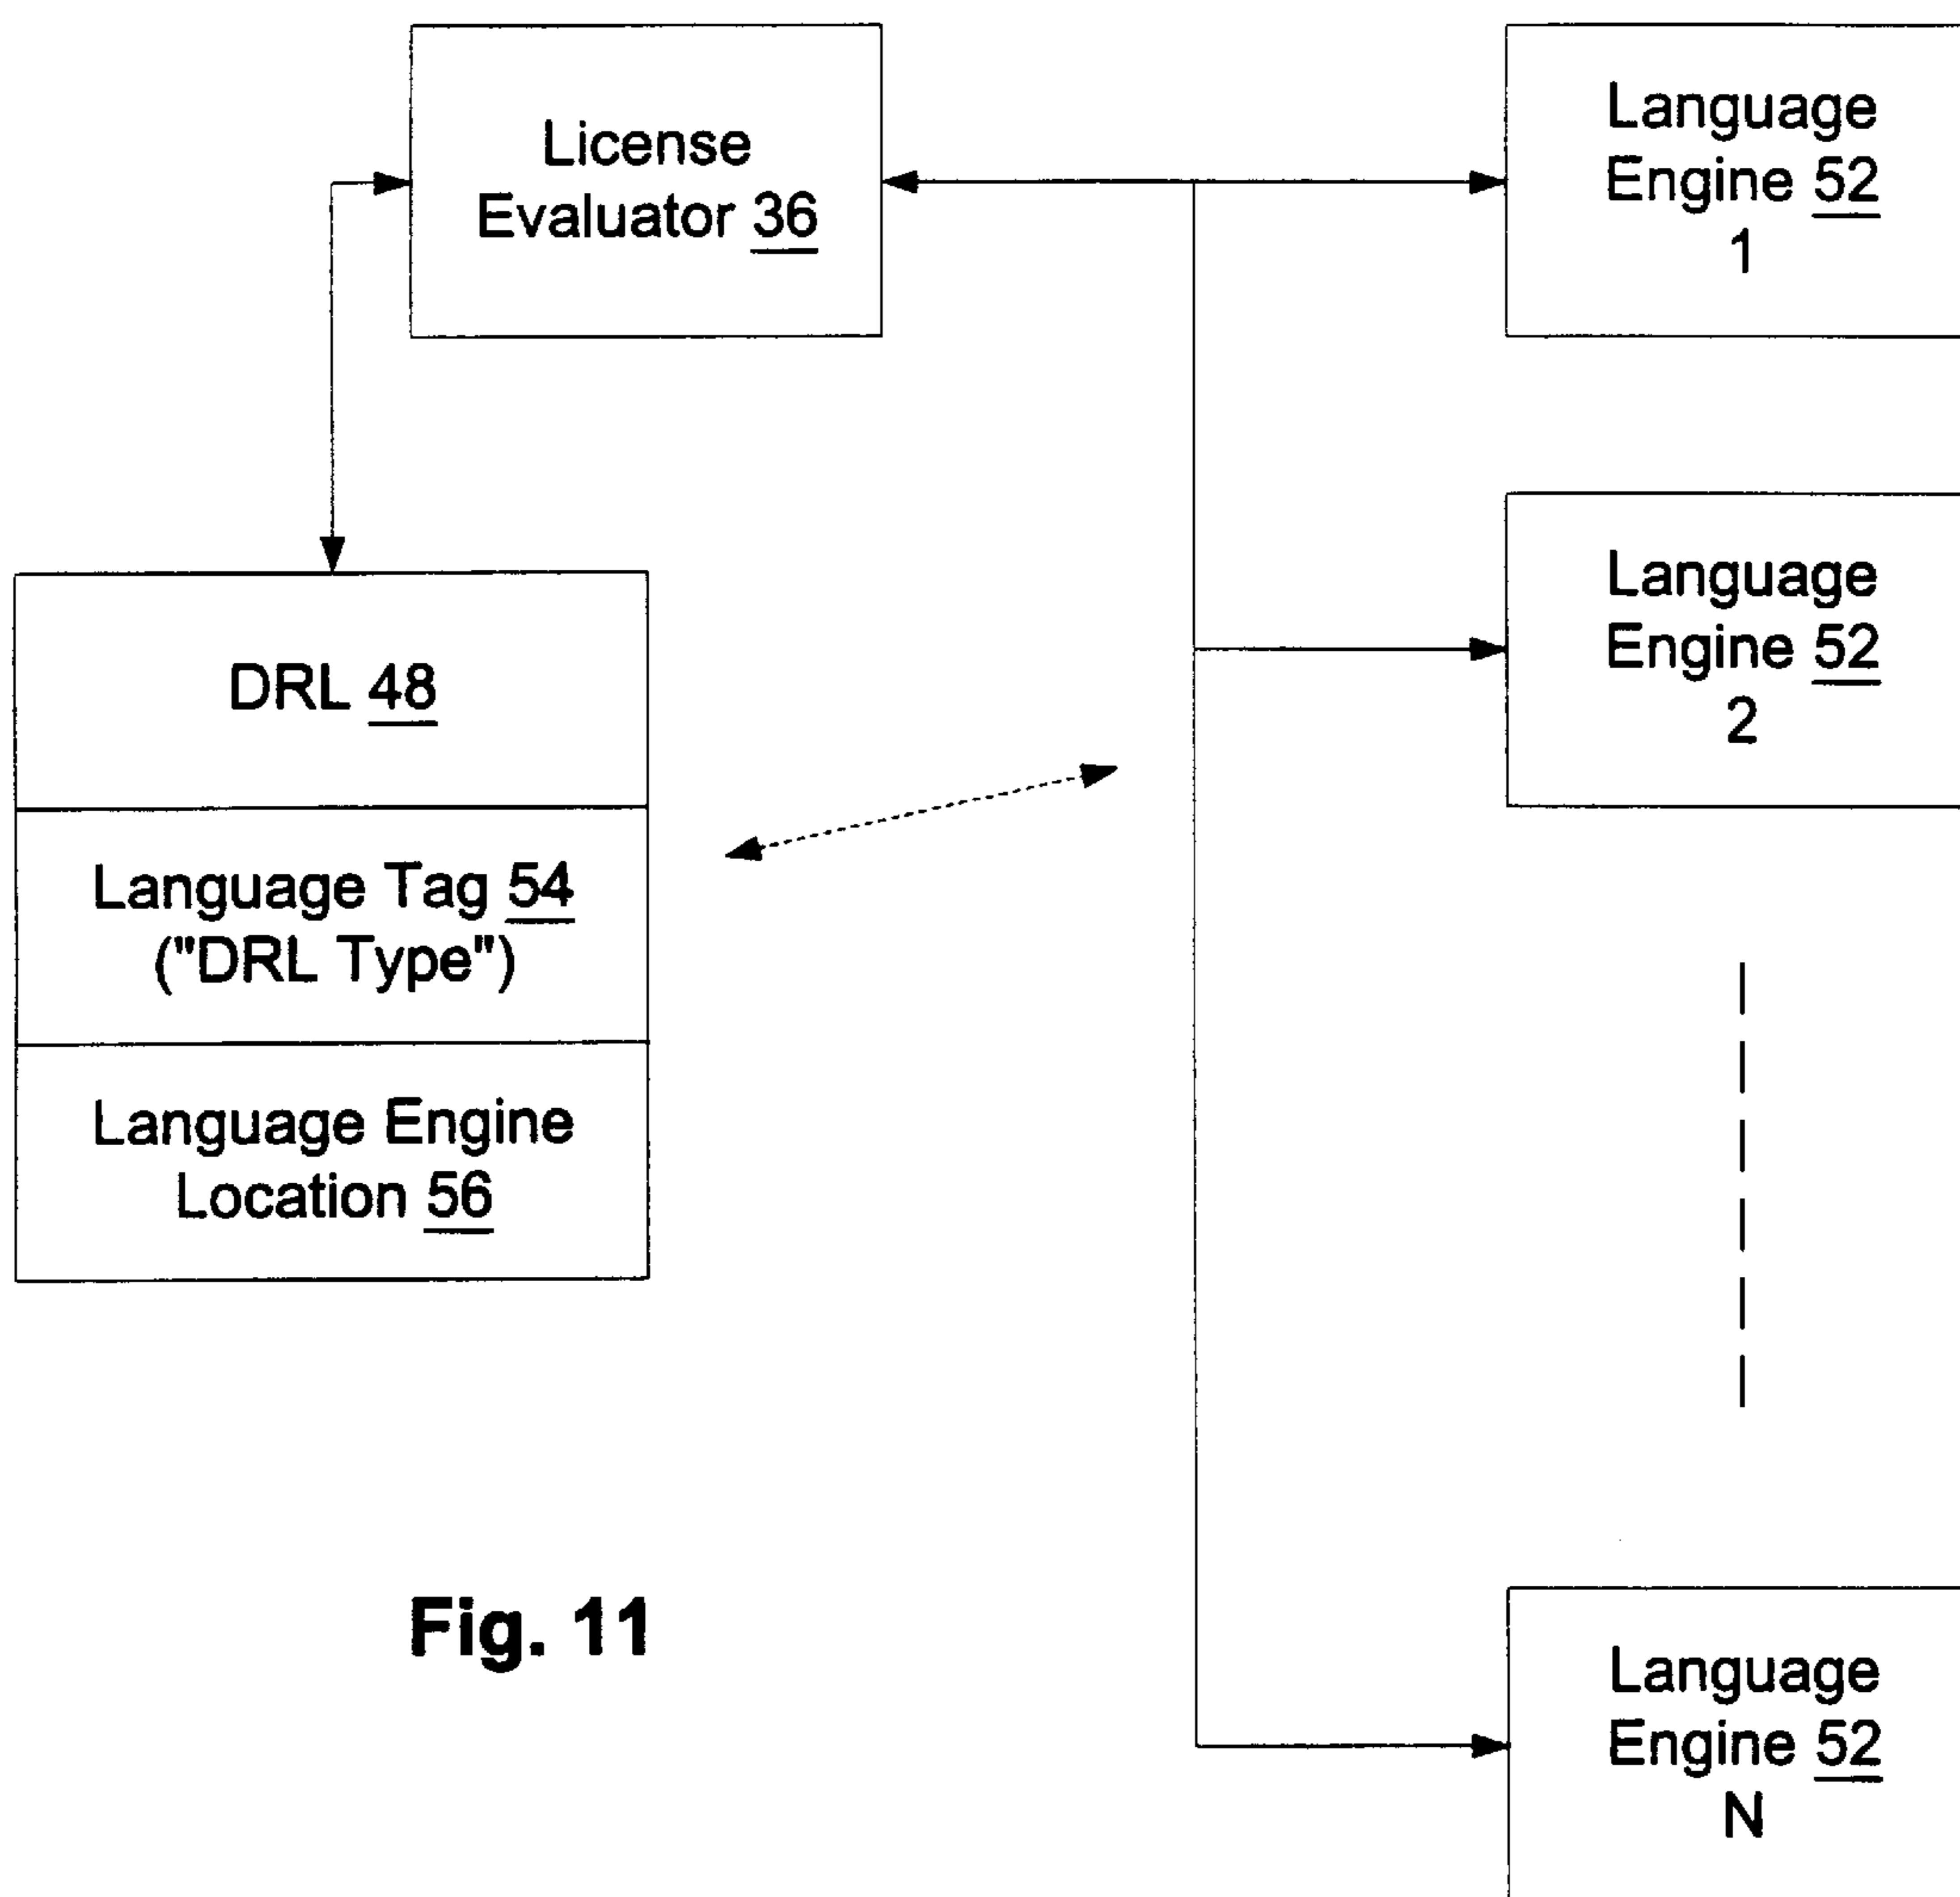 License
Evaluator 36
Language
Engine 52
1
Language
Engine 52
2
DRL 48
Language Tag 54
("DRL Type")
Language Engine
Location 56
Fig. 11
Language
Engine 52
N